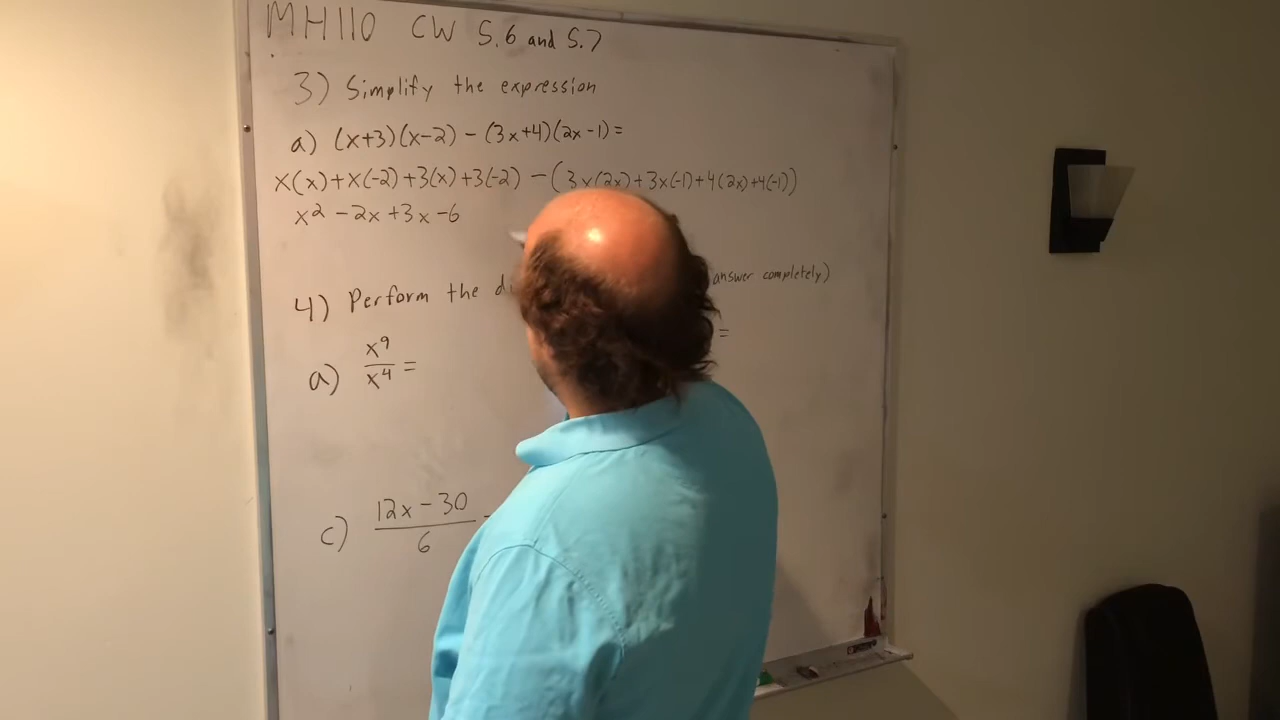 MH110 CW 5.6 and 5.7
3) Simplify the expression
a) (x+3)(x-2) - (3x+4)(2x-1) =
x(x)+x(-2)+3(x)+3(-2) - (3x(2x)+3x(-1)+4(2x)+4(-1))
x² - 2x + 3x - 6
4) Perform the answer completely)
a) x⁹/x⁴ = =
c) 12x - 30/6